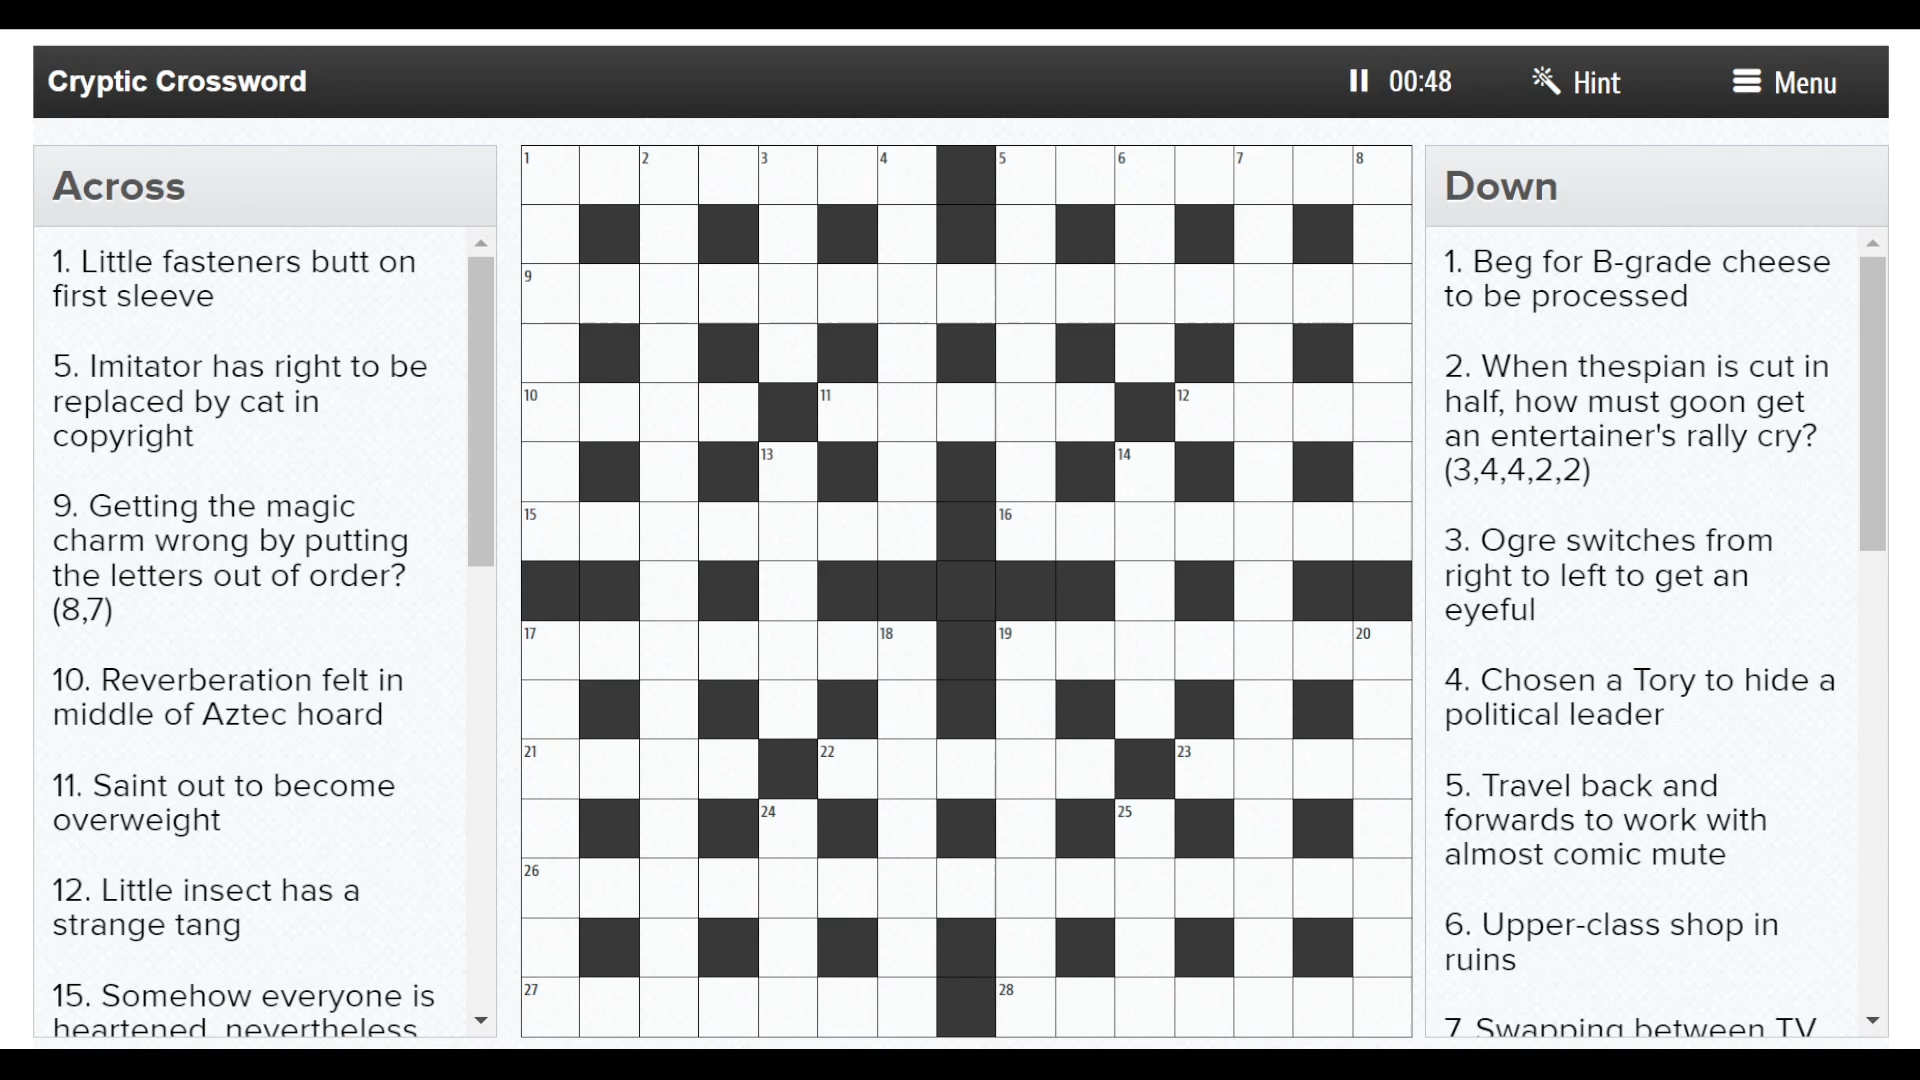 Cryptic Crossword
00:48
Hint
Menu
Across
1. Little fasteners butt on
first sleeve
5. Imitator has right to be
replaced by cat in
copyright
9. Getting the magic
charm wrong by putting
the letters out of order?
(8,7)
10. Reverberation felt in
middle of Aztec hoard
11. Saint out to become
overweight
12. Little insect has a
strange tang
15. Somehow everyone is
heartened, nevertheless
1 2 3 4 5 6 7 8
9
10 11 12
13 14
15 16
17 18 19 20
21 22 23
24 25
26
27 28
Down
1. Beg for B-grade cheese
to be processed
2. When thespian is cut in
half, how must goon get
an entertainer's rally cry?
(3,4,4,2,2)
3. Ogre switches from
right to left to get an
eyeful
4. Chosen a Tory to hide a
political leader
5. Travel back and
forwards to work with
almost comic mute
6. Upper-class shop in
ruins
7. Swapping between TV